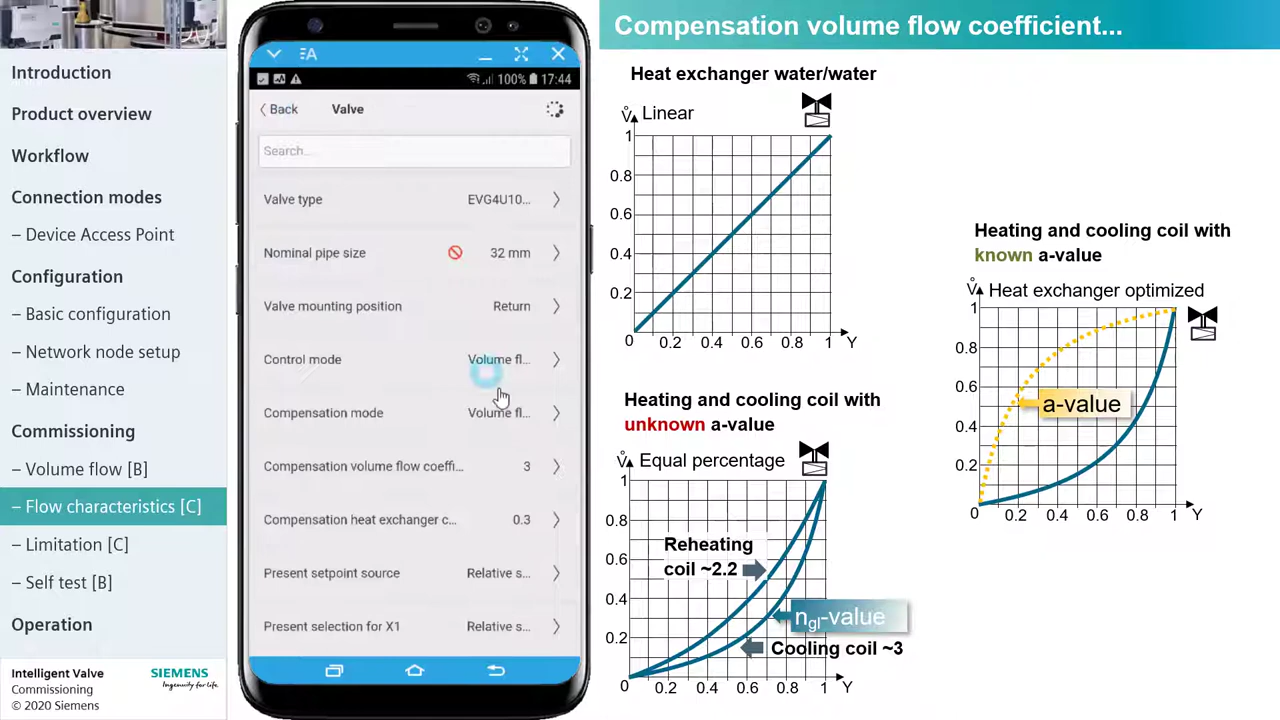 Introduction
Product overview
Workflow
Connection modes
– Device Access Point
Configuration
– Basic configuration
– Network node setup
– Maintenance
Commissioning
– Volume flow [B]
– Flow characteristics [C]
– Limitation [C]
– Self test [B]
Operation
Intelligent Valve
Commissioning
© 2020 Siemens
SIEMENS
Ingenuity for life
100% 17:44
Back Valve
Search...
Valve type EVG4U10...
Nominal pipe size 32 mm
Valve mounting position Return
Control mode Volume fl...
Compensation mode Volume fl...
Compensation volume flow coeffi... 3
Compensation heat exchanger c... 0.3
Present setpoint source Relative s...
Present selection for X1 Relative s...
Compensation volume flow coefficient...
Heat exchanger water/water
V̊ Linear
1
0.8
0.6
0.4
0.2
0 0.2 0.4 0.6 0.8 1 Y
Heating and cooling coil with
unknown a-value
V̊ Equal percentage
1
0.8
0.6
0.4
0.2
0 0.2 0.4 0.6 0.8 1 Y
Reheating
coil ~2.2
ngl-value
Cooling coil ~3
Heating and cooling coil with
known a-value
V̊ Heat exchanger optimized
1
0.8
0.6
0.4
0.2
0 0.2 0.4 0.6 0.8 1 Y
a-value